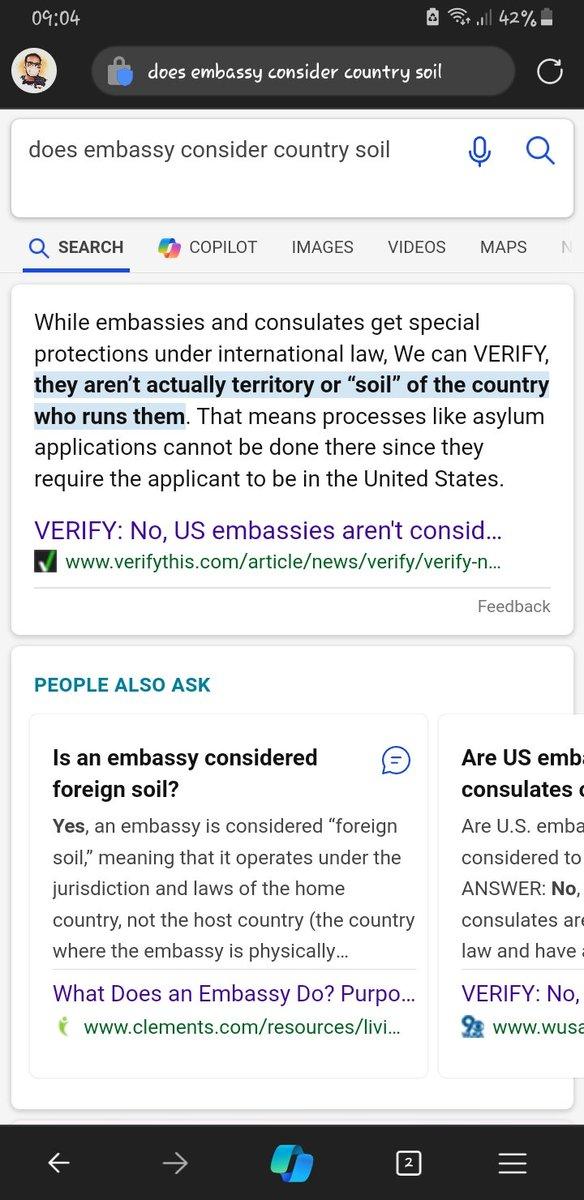 09:04
42%
does embassy consider country soil
does embassy consider country soil
SEARCH
COPILOT
IMAGES
VIDEOS
MAPS
N
While embassies and consulates get special
protections under international law, We can VERIFY,
they aren't actually territory or “soil” of the country
who runs them. That means processes like asylum
applications cannot be done there since they
require the applicant to be in the United States.
VERIFY: No, US embassies aren't consid...
www.verifythis.com/article/news/verify/verify-n...
Feedback
PEOPLE ALSO ASK
Is an embassy considered
foreign soil?
Yes, an embassy is considered “foreign
soil,” meaning that it operates under the
jurisdiction and laws of the home
country, not the host country (the country
where the embassy is physically...
What Does an Embassy Do? Purpo...
www.clements.com/resources/livi...
Are US emba
consulates c
Are U.S. emba
considered to
ANSWER: No,
consulates are
law and have a
VERIFY: No,
www.wusa
2